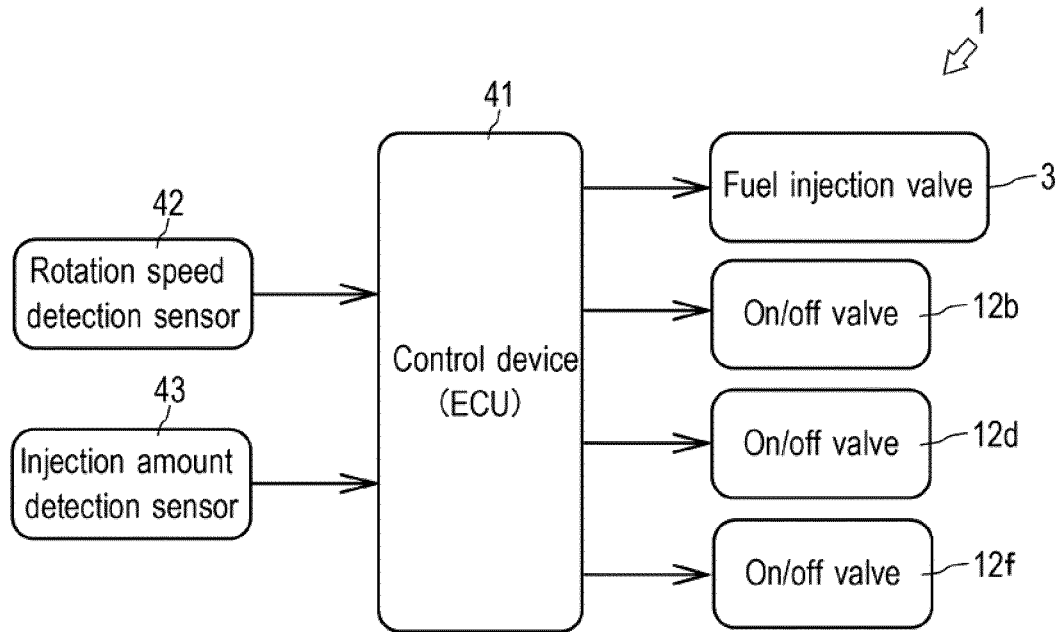 1
41
Fuel injection valve
3
42
Rotation speed
detection sensor
On/off valve
12b
Control device
(ECU)
43
Injection amount
detection sensor
On/off valve
12d
On/off valve
12f